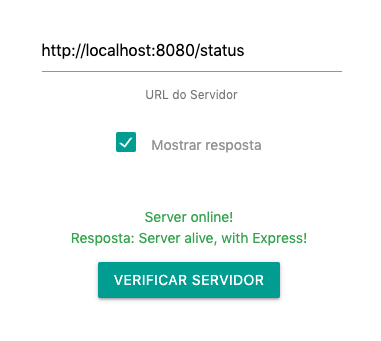 http://localhost:8080/status
URL do Servidor
Mostrar resposta
Server online!
Resposta: Server alive, with Express!
VERIFICAR SERVIDOR